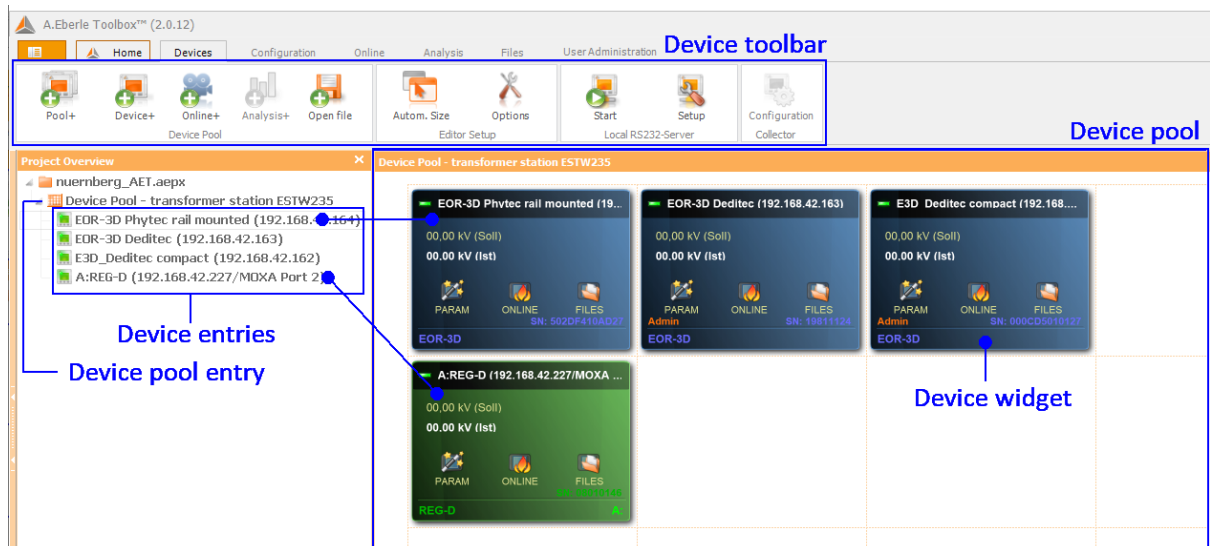 A.Eberle Toolbox™ (2.0.12)
Home Devices Configuration Online Analysis Files User Administration
Device toolbar
Pool+ Device+ Online+ Analysis+ Open file Autom. Size Options Start Setup Configuration
Device Pool Editor Setup Local RS232-Server Collector
Device pool
Project Overview
Device Pool - transformer station ESTW235
nuernberg_AET.aepx
Device Pool - transformer station ESTW235
EOR-3D Phytec rail mounted (192.168.42.164)
EOR-3D Deditec (192.168.42.163)
E3D_Deditec compact (192.168.42.162)
A:REG-D (192.168.42.227/MOXA Port 2)
Device entries
Device pool entry
EOR-3D Phytec rail mounted (19...
00,00 kV (Soll)
00,00 kV (Ist)
PARAM ONLINE FILES
SN: 502DF410AD27
EOR-3D
EOR-3D Deditec (192.168.42.163)
00,00 kV (Soll)
00,00 kV (Ist)
PARAM ONLINE FILES
Admin SN: 19811124
EOR-3D
E3D_Deditec compact (192.168....
00,00 kV (Soll)
00,00 kV (Ist)
PARAM ONLINE FILES
Admin SN: 000CD5010127
EOR-3D
Device widget
A:REG-D (192.168.42.227/MOXA ...
00,00 kV (Soll)
00,00 kV (Ist)
PARAM ONLINE FILES
SN:
REG-D A: